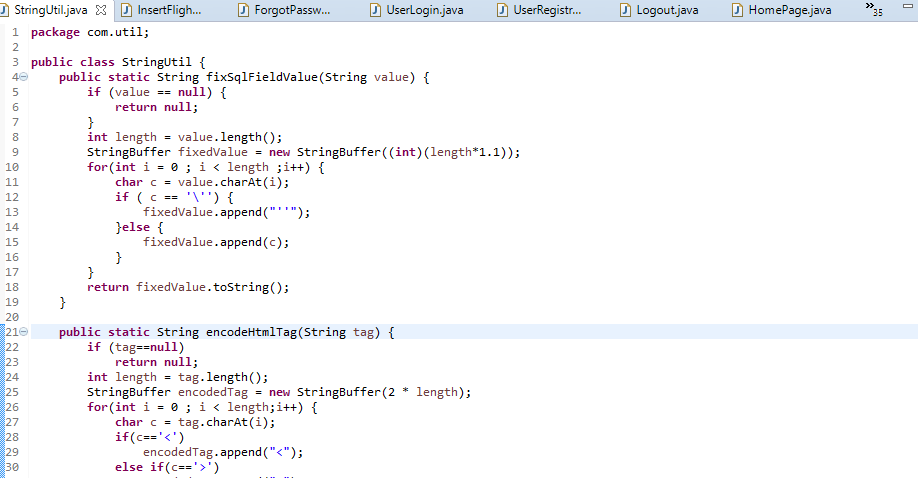 StringUtil.java InsertFligh... ForgotPassw... UserLogin.java UserRegistr... Logout.java HomePage.java »35
1 package com.util;
2
3 public class StringUtil {
4 public static String fixSqlFieldValue(String value) {
5 if (value == null) {
6 return null;
7 }
8 int length = value.length();
9 StringBuffer fixedValue = new StringBuffer((int)(length*1.1));
10 for(int i = 0 ; i < length ;i++) {
11 char c = value.charAt(i);
12 if ( c == '\'') {
13 fixedValue.append("''");
14 }else {
15 fixedValue.append(c);
16 }
17 }
18 return fixedValue.toString();
19 }
20
21 public static String encodeHtmlTag(String tag) {
22 if (tag==null)
23 return null;
24 int length = tag.length();
25 StringBuffer encodedTag = new StringBuffer(2 * length);
26 for(int i = 0 ; i < length;i++) {
27 char c = tag.charAt(i);
28 if(c=='<')
29 encodedTag.append("<");
30 else if(c=='>')